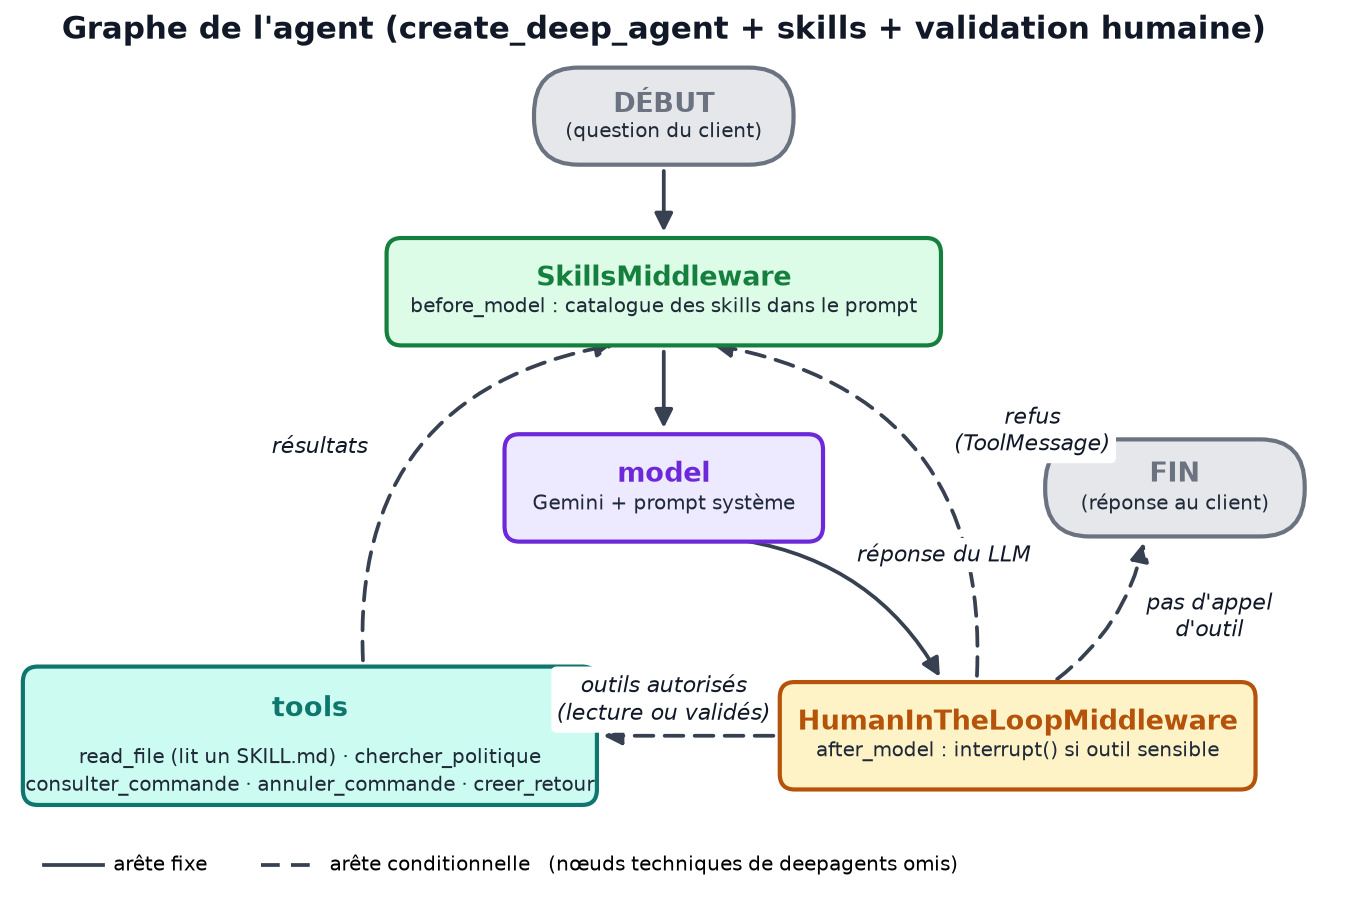 Graphe de l'agent (create_deep_agent + skills + validation humaine)
DÉBUT
(question du client)
SkillsMiddleware
before_model : catalogue des skills dans le prompt
résultats
refus
(ToolMessage)
model
Gemini + prompt système
FIN
(réponse au client)
réponse du LLM
pas d'appel
d'outil
tools
read_file (lit un SKILL.md) · chercher_politique
consulter_commande · annuler_commande · creer_retour
outils autorisés
(lecture ou validés)
HumanInTheLoopMiddleware
after_model : interrupt() si outil sensible
arête fixe
arête conditionnelle (nœuds techniques de deepagents omis)